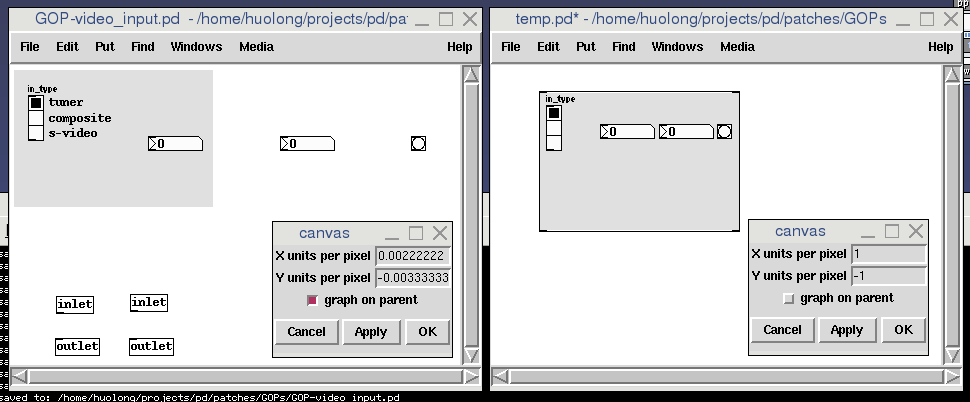 GOP-video_input.pd - /home/huolong/projects/pd/pat
File Edit Put Find Windows Media Help
in_type
tuner
composite
s-video
0
0
canvas
X units per pixel 0.00222222
Y units per pixel -0.00333333
graph on parent
Cancel Apply OK
inlet inlet
outlet outlet
temp.pd* - /home/huolong/projects/pd/patches/GOPs
File Edit Put Find Windows Media Help
in_type
0 0
canvas
X units per pixel 1
Y units per pixel -1
graph on parent
Cancel Apply OK
saved to: /home/huolong/projects/pd/patches/GOPs/GOP-video_input.pd